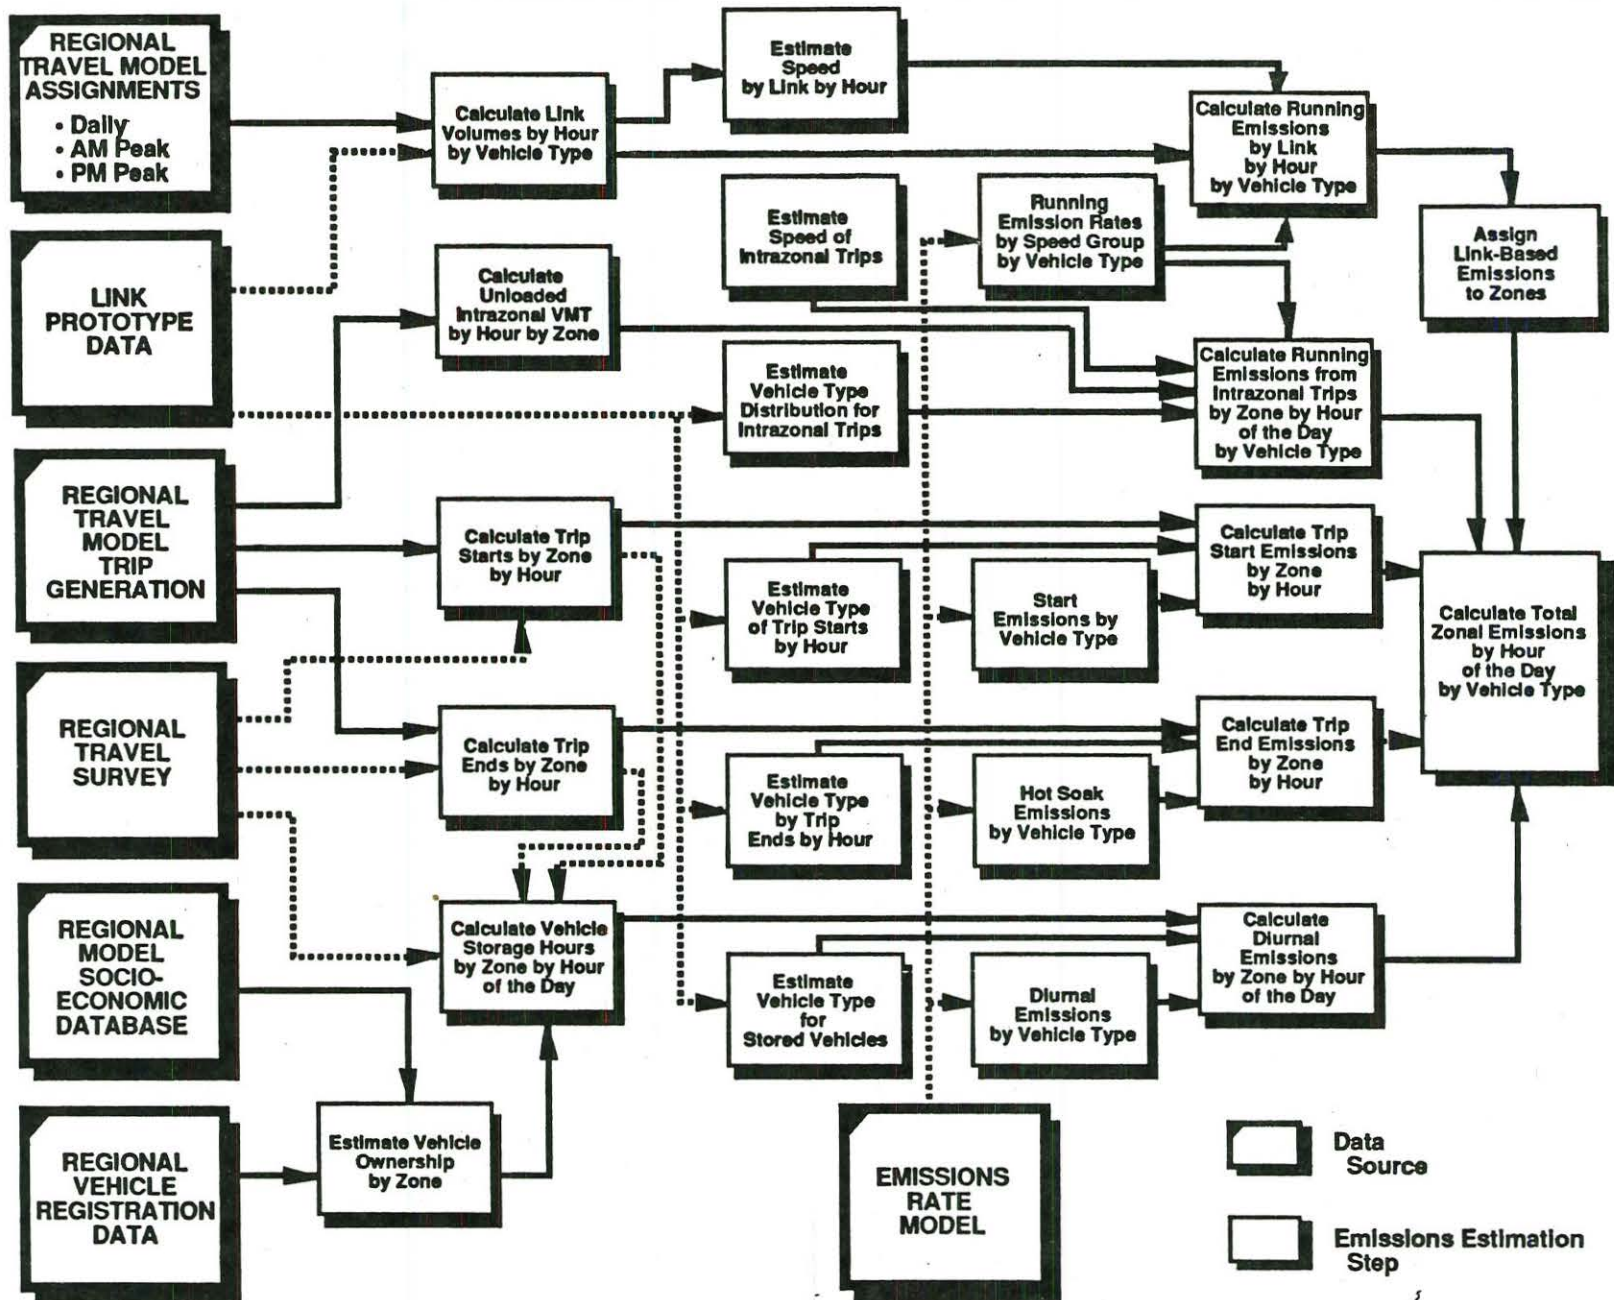 REGIONAL
TRAVEL MODEL
ASSIGNMENTS
• Daily
• AM Peak
• PM Peak
LINK
PROTOTYPE
DATA
REGIONAL
TRAVEL
MODEL
TRIP
GENERATION
REGIONAL
TRAVEL
SURVEY
REGIONAL
MODEL
SOCIO-
ECONOMIC
DATABASE
REGIONAL
VEHICLE
REGISTRATION
DATA
Estimate Vehicle
Ownership
by Zone
Calculate Link
Volumes by Hour
by Vehicle Type
Calculate
Unloaded
Intrazonal VMT
by Hour by Zone
Calculate Trip
Starts by Zone
by Hour
Calculate Trip
Ends by Zone
by Hour
Calculate Vehicle
Storage Hours
by Zone by Hour
of the Day
Estimate
Speed
by Link by Hour
Estimate
Speed of
Intrazonal Trips
Estimate
Vehicle Type
Distribution for
Intrazonal Trips
Estimate
Vehicle Type
of Trip Starts
by Hour
Estimate
Vehicle Type
by Trip
Ends by Hour
Estimate
Vehicle Type
for
Stored Vehicles
Running
Emission Rates
by Speed Group
by Vehicle Type
Start
Emissions by
Vehicle Type
Hot Soak
Emissions
by Vehicle Type
Diurnal
Emissions
by Vehicle Type
EMISSIONS
RATE
MODEL
Calculate Running
Emissions
by Link
by Hour
by Vehicle Type
Calculate Running
Emissions from
Intrazonal Trips
by Zone by Hour
of the Day
by Vehicle Type
Calculate Trip
Start Emissions
by Zone
by Hour
Calculate Trip
End Emissions
by Zone
by Hour
Calculate
Diurnal
Emissions
by Zone by Hour
of the Day
Assign
Link-Based
Emissions
to Zones
Calculate Total
Zonal Emissions
by Hour
of the Day
by Vehicle Type
Data
Source
Emissions Estimation
Step